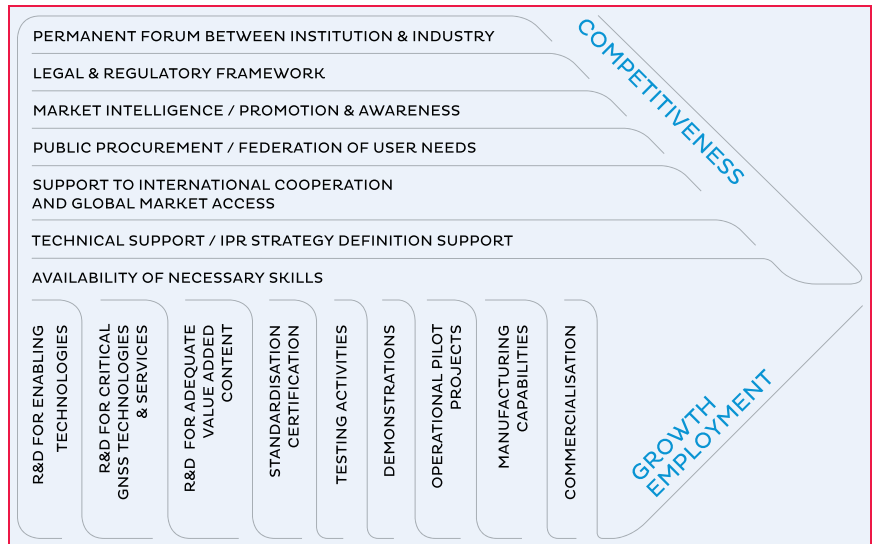 PERMANENT FORUM BETWEEN INSTITUTION & INDUSTRY
LEGAL & REGULATORY FRAMEWORK
MARKET INTELLIGENCE / PROMOTION & AWARENESS
PUBLIC PROCUREMENT / FEDERATION OF USER NEEDS
SUPPORT TO INTERNATIONAL COOPERATION
AND GLOBAL MARKET ACCESS
TECHNICAL SUPPORT / IPR STRATEGY DEFINITION SUPPORT
AVAILABILITY OF NECESSARY SKILLS
COMPETITIVENESS
R&D FOR ENABLING
TECHNOLOGIES
R&D FOR CRITICAL
GNSS TECHNOLOGIES
& SERVICES
R&D FOR ADEQUATE
VALUE ADDED
CONTENT
STANDARDISATION
CERTIFICATION
TESTING ACTIVITIES
DEMONSTRATIONS
OPERATIONAL PILOT
PROJECTS
MANUFACTURING
CAPABILITIES
COMMERCIALISATION
GROWTH
EMPLOYMENT